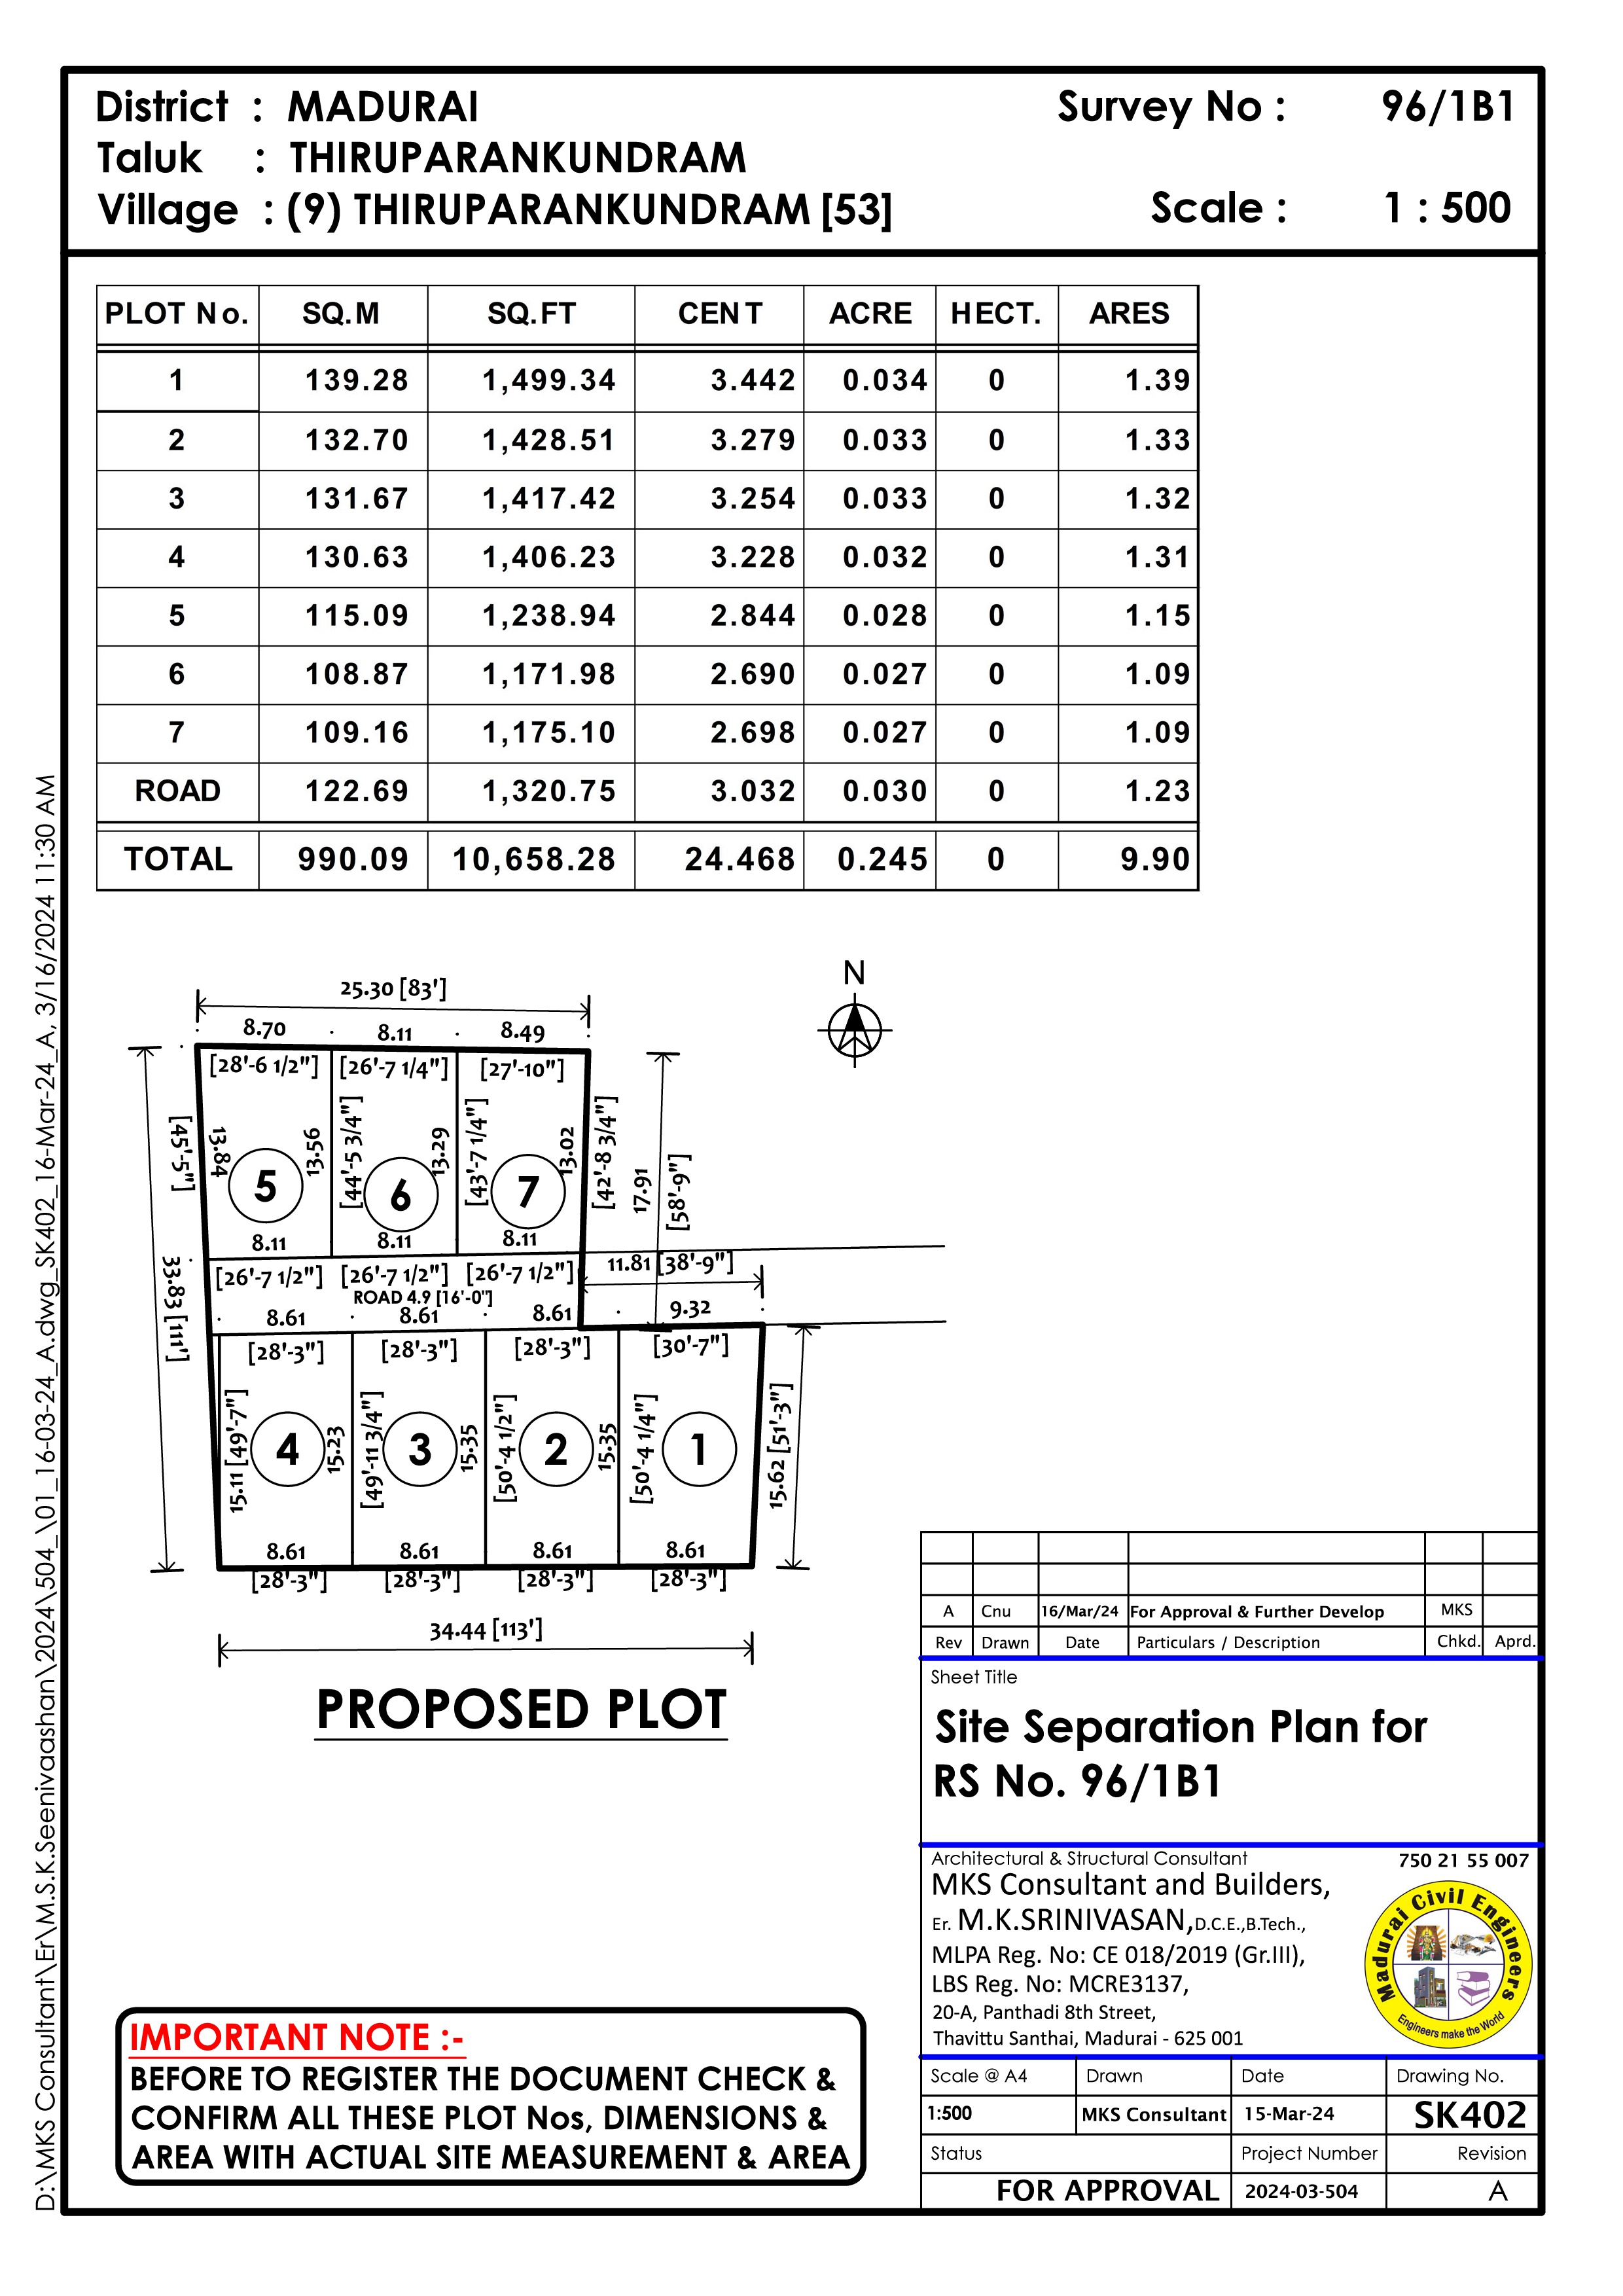 District : MADURAI
Survey No : 96/1B1
Taluk : THIRUPARANKUNDRAM
Village : (9) THIRUPARANKUNDRAM [53]
Scale : 1 : 500
PLOT No. SQ.M SQ.FT CENT ACRE HECT. ARES
1 139.28 1,499.34 3.442 0.034 0 1.39
2 132.70 1,428.51 3.279 0.033 0 1.33
3 131.67 1,417.42 3.254 0.033 0 1.32
4 130.63 1,406.23 3.228 0.032 0 1.31
5 115.09 1,238.94 2.844 0.028 0 1.15
6 108.87 1,171.98 2.690 0.027 0 1.09
7 109.16 1,175.10 2.698 0.027 0 1.09
ROAD 122.69 1,320.75 3.032 0.030 0 1.23
TOTAL 990.09 10,658.28 24.468 0.245 0 9.90
N
25.30 [83']
8.70 8.11 8.49
[28'-6 1/2"] [26'-7 1/4"] [27'-10"]
[45'-5"]
13.84
13.56
[44'-5 3/4"]
13.29
[43'-7 1/4"]
13.02
[42'-8 3/4"]
17.91
[58'-9"]
5 6 7
8.11 8.11 8.11
33.83 [111']
[26'-7 1/2"] [26'-7 1/2"] [26'-7 1/2"]
11.81 [38'-9"]
ROAD 4.9 [16'-0"]
8.61 8.61 8.61 9.32
[28'-3"] [28'-3"] [28'-3"] [30'-7"]
15.11 [49'-7"]
15.23
[49'-11 3/4"]
15.35
[50'-4 1/2"]
15.35
[50'-4 1/4"]
15.62 [51'-3"]
4 3 2 1
8.61 8.61 8.61 8.61
[28'-3"] [28'-3"] [28'-3"] [28'-3"]
34.44 [113']
PROPOSED PLOT
A Cnu 16/Mar/24 For Approval & Further Develop MKS
Rev Drawn Date Particulars / Description Chkd. Aprd.
Sheet Title
Site Separation Plan for
RS No. 96/1B1
Architectural & Structural Consultant
750 21 55 007
MKS Consultant and Builders,
Er. M.K.SRINIVASAN,D.C.E.,B.Tech.,
MLPA Reg. No: CE 018/2019 (Gr.III),
LBS Reg. No: MCRE3137,
20-A, Panthadi 8th Street,
Thavittu Santhai, Madurai - 625 001
Madurai Civil Engineers
Engineers make the World
Scale @ A4 Drawn Date Drawing No.
1:500 MKS Consultant 15-Mar-24 SK402
Status Project Number Revision
FOR APPROVAL 2024-03-504 A
IMPORTANT NOTE :-
BEFORE TO REGISTER THE DOCUMENT CHECK &
CONFIRM ALL THESE PLOT Nos, DIMENSIONS &
AREA WITH ACTUAL SITE MEASUREMENT & AREA
D:\MKS Consultant\Er\M.S.K.Seenivaashan\2024\504_\01_16-03-24_A.dwg_SK402_16-Mar-24_A, 3/16/2024 11:30 AM